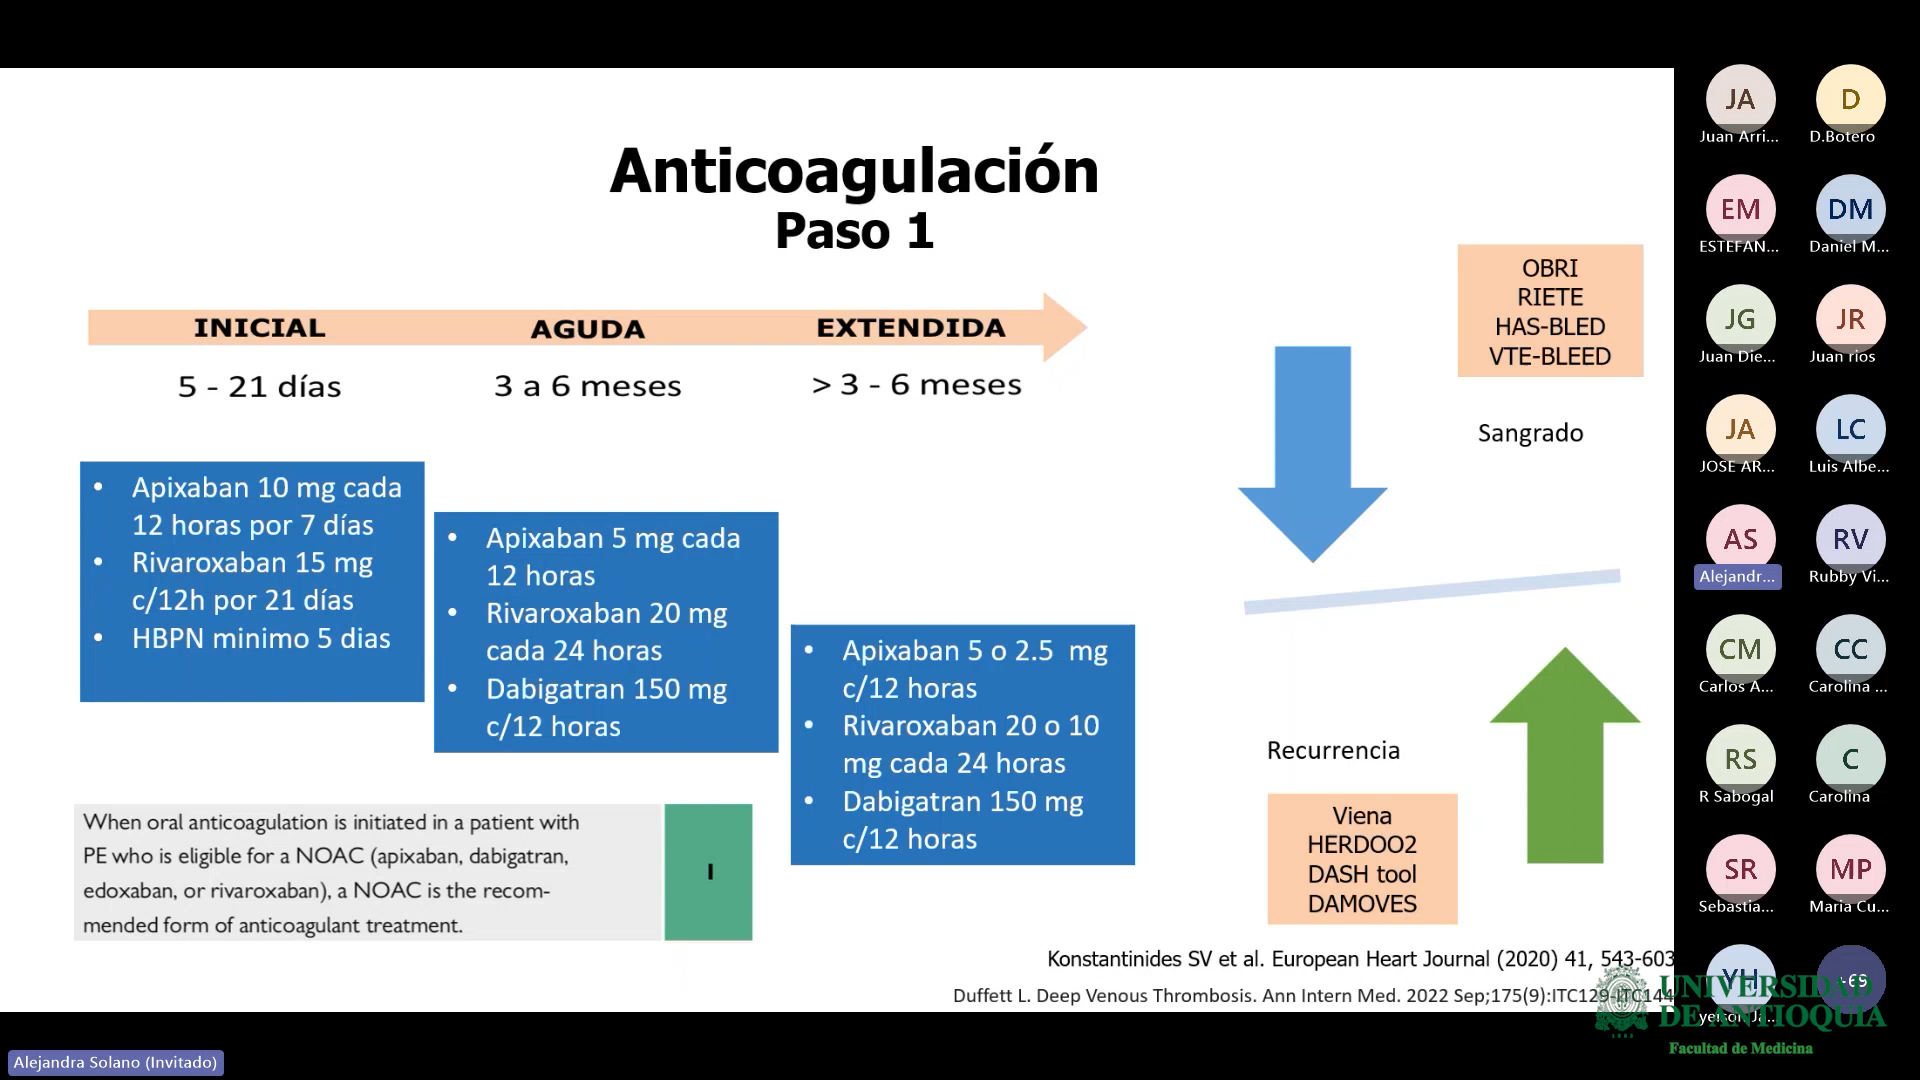 Anticoagulación
Paso 1
INICIAL
AGUDA
EXTENDIDA
5 - 21 días
3 a 6 meses
> 3 - 6 meses
• Apixaban 10 mg cada
12 horas por 7 días
• Rivaroxaban 15 mg
c/12h por 21 días
• HBPN minimo 5 dias
• Apixaban 5 mg cada
12 horas
• Rivaroxaban 20 mg
cada 24 horas
• Dabigatran 150 mg
c/12 horas
• Apixaban 5 o 2.5 mg
c/12 horas
• Rivaroxaban 20 o 10
mg cada 24 horas
• Dabigatran 150 mg
c/12 horas
When oral anticoagulation is initiated in a patient with
PE who is eligible for a NOAC (apixaban, dabigatran,
edoxaban, or rivaroxaban), a NOAC is the recom-
mended form of anticoagulant treatment.
I
OBRI
RIETE
HAS-BLED
VTE-BLEED
Sangrado
Recurrencia
Viena
HERDOO2
DASH tool
DAMOVES
Konstantinides SV et al. European Heart Journal (2020) 41, 543-603
Duffett L. Deep Venous Thrombosis. Ann Intern Med. 2022 Sep;175(9):ITC129-ITC144
JA
Juan Arri...
D
D.Botero
EM
ESTEFAN...
DM
Daniel M...
JG
Juan Die...
JR
Juan rios
JA
JOSE AR...
LC
Luis Albe...
AS
Alejandr...
RV
Rubby Vi...
CM
Carlos A...
CC
Carolina ...
RS
R Sabogal
C
Carolina
SR
Sebastia...
MP
Maria Cu...
YH
+69
UNIVERSIDAD
DE ANTIOQUIA
Facultad de Medicina
Alejandra Solano (Invitado)